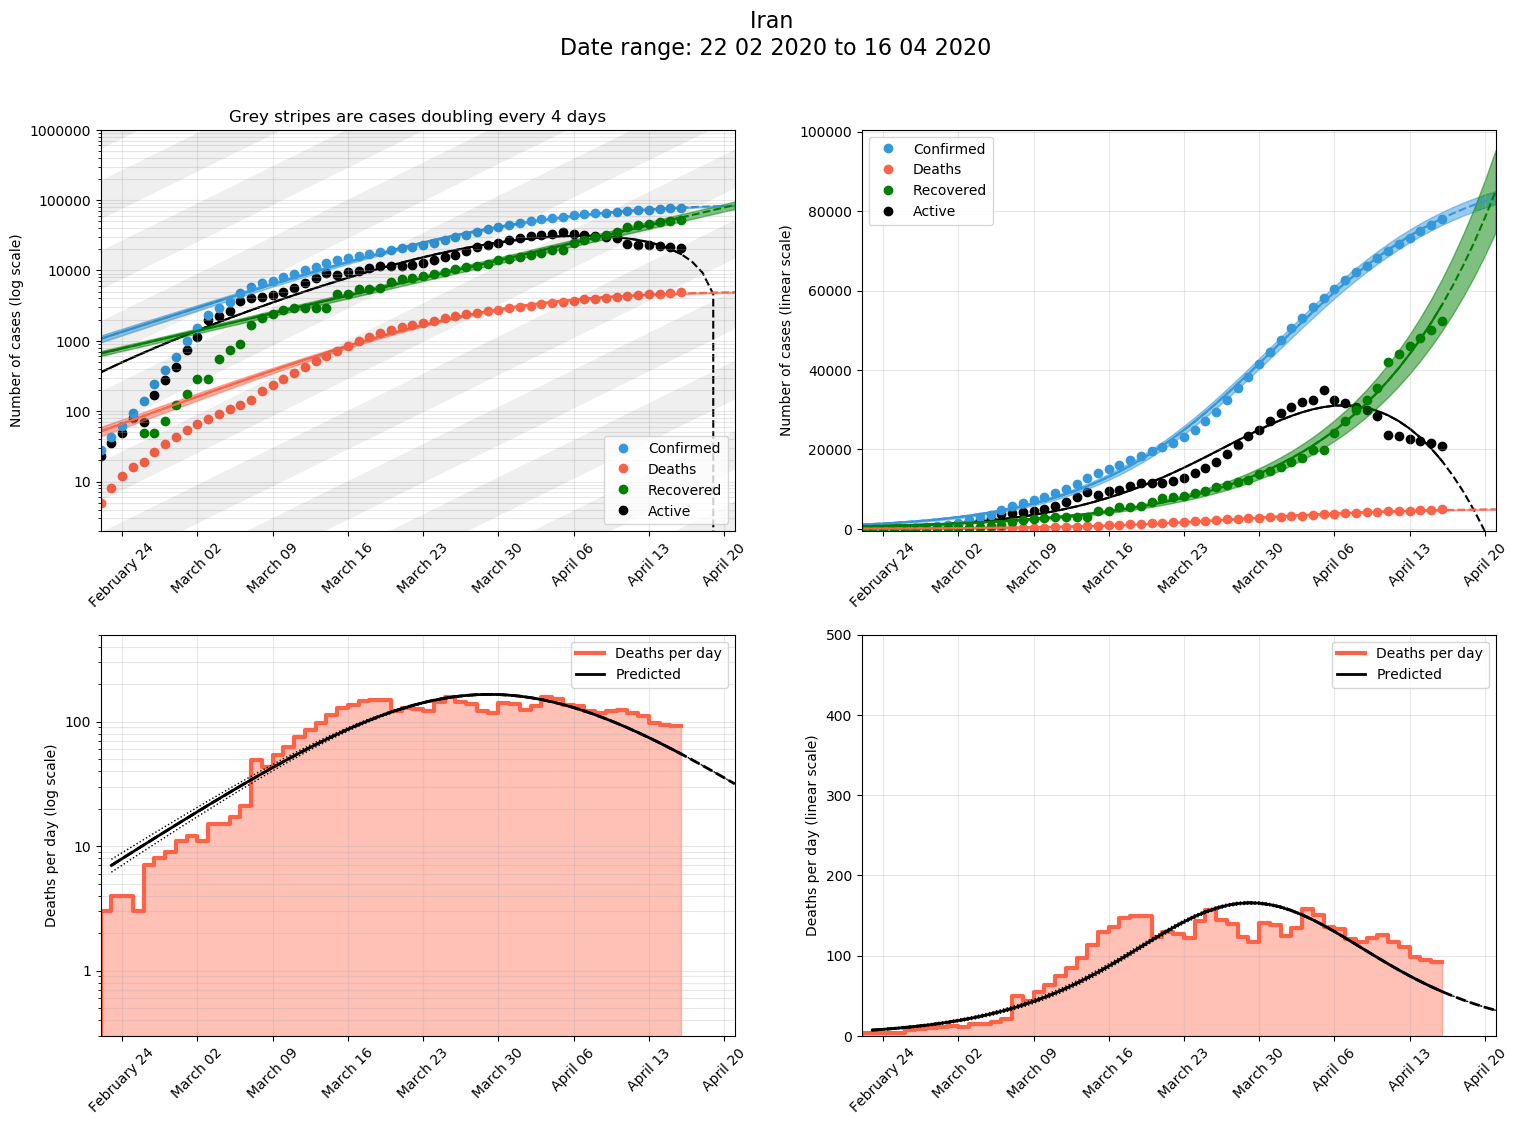 Iran
Date range: 22 02 2020 to 16 04 2020
Grey stripes are cases doubling every 4 days
Number of cases (log scale)
1000000
100000
10000
1000
100
10
Confirmed
Deaths
Recovered
Active
February 24
March 02
March 09
March 16
March 23
March 30
April 06
April 13
April 20
Number of cases (linear scale)
100000
80000
60000
40000
20000
0
Confirmed
Deaths
Recovered
Active
February 24
March 02
March 09
March 16
March 23
March 30
April 06
April 13
April 20
Deaths per day (log scale)
100
10
1
Deaths per day
Predicted
February 24
March 02
March 09
March 16
March 23
March 30
April 06
April 13
April 20
Deaths per day (linear scale)
500
400
300
200
100
0
Deaths per day
Predicted
February 24
March 02
March 09
March 16
March 23
March 30
April 06
April 13
April 20